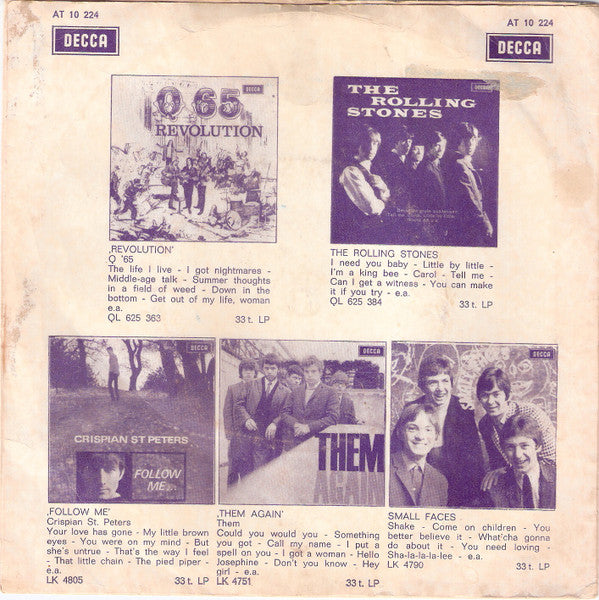 AT 10 224
AT 10 224
DECCA
DECCA
DECCA
Q 65
REVOLUTION
DECCA
THE
ROLLING
STONES
‚REVOLUTION’
Q '65
The life I live - I got nightmares -
Middle-age talk - Summer thoughts
in a field of weed - Down in the
bottom - Get out of my life, woman
e.a.
QL 625 363 33 t. LP
THE ROLLING STONES
I need you baby - Little by little -
I'm a king bee - Carol - Tell me -
Can I get a witness - You can make
it if you try - e.a.
QL 625 384 33 t. LP
DECCA
CRISPIAN ST PETERS
FOLLOW
ME...
DECCA
THEM
AGAIN
DECCA
‚FOLLOW ME’
Crispian St. Peters
Your love has gone - My little brown
eyes - You were on my mind - But
she's untrue - That's the way I feel
- That little chain - The pied piper -
e.a.
LK 4805 33 t. LP
‚THEM AGAIN’
Them
Could you would you - Something
you got - Call my name - I put a
spell on you - I got a woman - Hello
Josephine - Don't you know - Hey
girl - e.a.
LK 4751 33 t. LP
SMALL FACES
Shake - Come on children - You
better believe it - What'cha gonna
do about it - You need loving -
Sha-la-la-la-lee - e.a.
LK 4790 33 t. LP